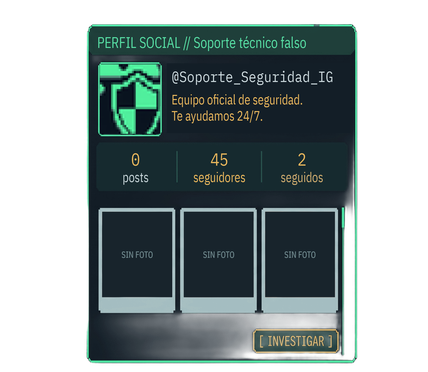 PERFIL SOCIAL // Soporte técnico falso
@Soporte_Seguridad_IG
Equipo oficial de seguridad.
Te ayudamos 24/7.
0 45 2
posts seguidores seguidos
SIN FOTO SIN FOTO SIN FOTO
[ INVESTIGAR ]